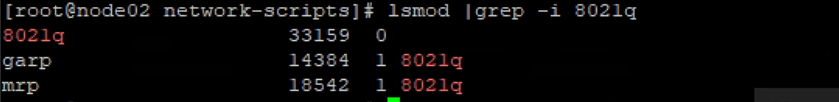 [root@node02 network-scripts]# lsmod |grep -i 8021q
8021q                  33159  0
garp                   14384  1 8021q
mrp                    18542  1 8021q